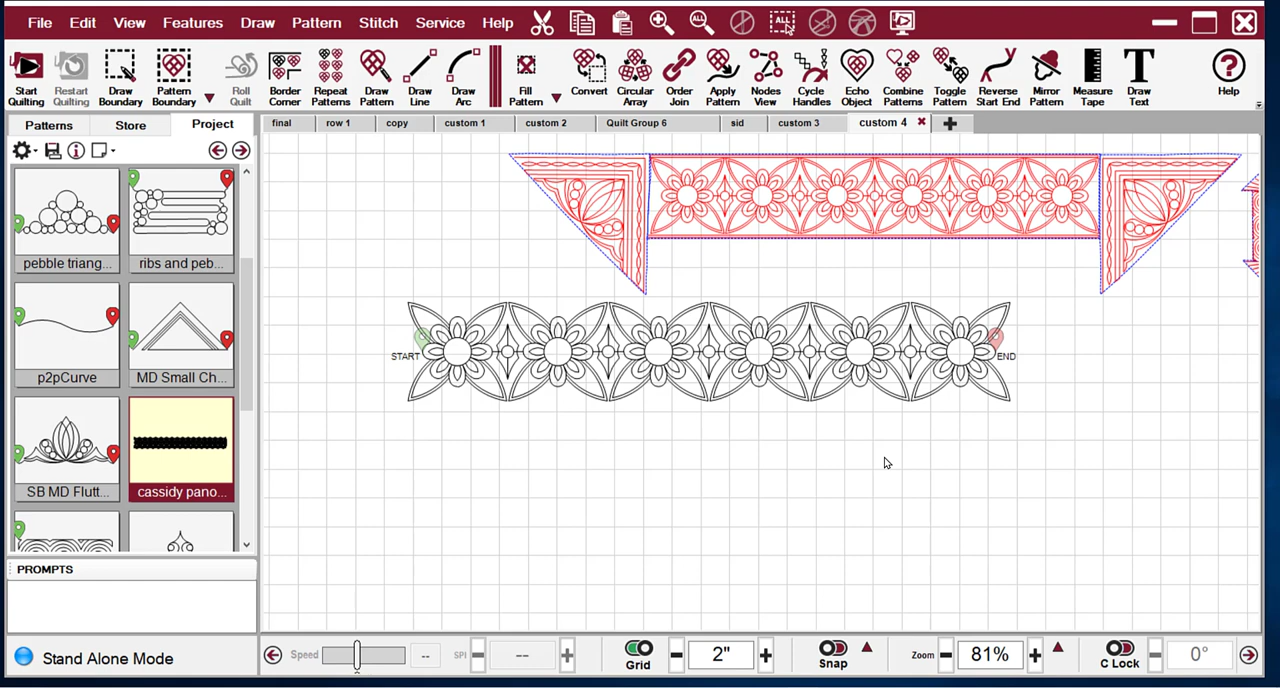 File Edit View Features Draw Pattern Stitch Service Help ALL ALL
Start Quilting
Restart Quilting
Draw Boundary
Pattern Boundary
Roll Quilt
Border Corner
Repeat Patterns
Draw Pattern
Draw Line
Draw Arc
Fill Pattern
Convert
Circular Array
Order Join
Apply Pattern
Nodes View
Cycle Handles
Echo Object
Combine Patterns
Toggle Pattern
Reverse Start End
Mirror Pattern
Measure Tape
Draw Text
Help
Patterns Store Project
final row 1 copy custom 1 custom 2 Quilt Group 6 sid custom 3 custom 4
pebble triang... ribs and peb...
p2pCurve MD Small Ch...
SB MD Flutt... cassidy pano...
START END
PROMPTS
Stand Alone Mode
Speed -- SPI -- Grid 2" Snap Zoom 81% C Lock 0°